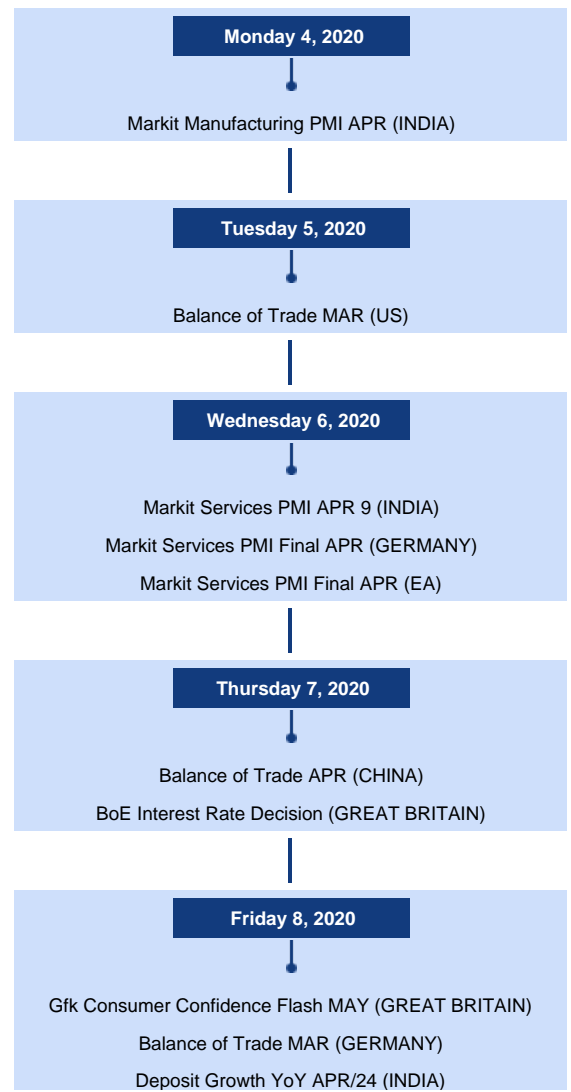 Monday 4, 2020
Markit Manufacturing PMI APR (INDIA)
Tuesday 5, 2020
Balance of Trade MAR (US)
Wednesday 6, 2020
Markit Services PMI APR 9 (INDIA)
Markit Services PMI Final APR (GERMANY)
Markit Services PMI Final APR (EA)
Thursday 7, 2020
Balance of Trade APR (CHINA)
BoE Interest Rate Decision (GREAT BRITAIN)
Friday 8, 2020
Gfk Consumer Confidence Flash MAY (GREAT BRITAIN)
Balance of Trade MAR (GERMANY)
Deposit Growth YoY APR/24 (INDIA)